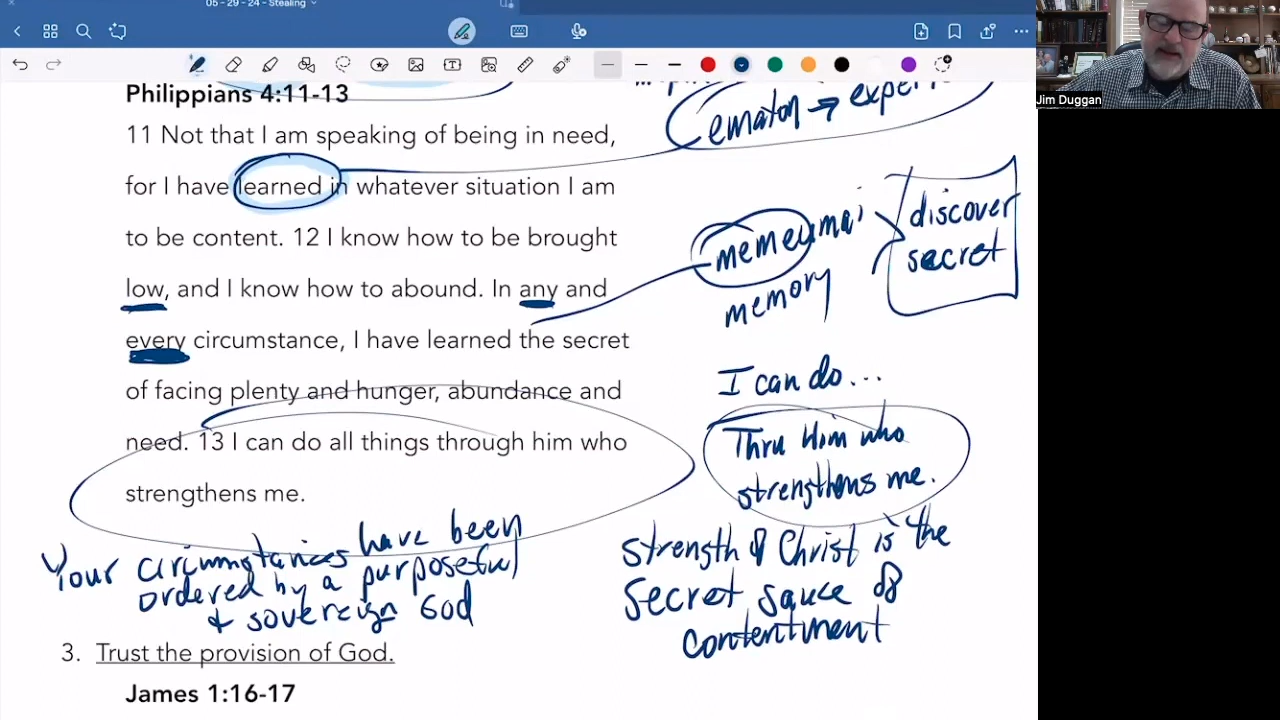 05 - 29 - 24 - Stealing
Jim Duggan
Philippians 4:11-13
11 Not that I am speaking of being in need,
for I have learned in whatever situation I am
to be content. 12 I know how to be brought
low, and I know how to abound. In any and
every circumstance, I have learned the secret
of facing plenty and hunger, abundance and
need. 13 I can do all things through him who
strengthens me.
ematon → experi
memeumai
memory
discover
secret
I can do...
Thru Him who
strengthens me.
Strength of Christ is the
Secret sauce of
contentment
Your circumstances have been
ordered by a purposeful
+ sovereign God
3. Trust the provision of God.
James 1:16-17